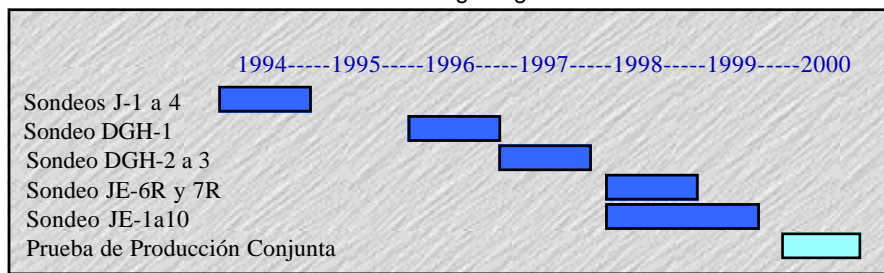 1994-----1995-----1996-----1997-----1998-----1999-----2000
Sondeos J-1 a 4
Sondeo DGH-1
Sondeo DGH-2 a 3
Sondeo JE-6R y 7R
Sondeo JE-1a10
Prueba de Producción Conjunta